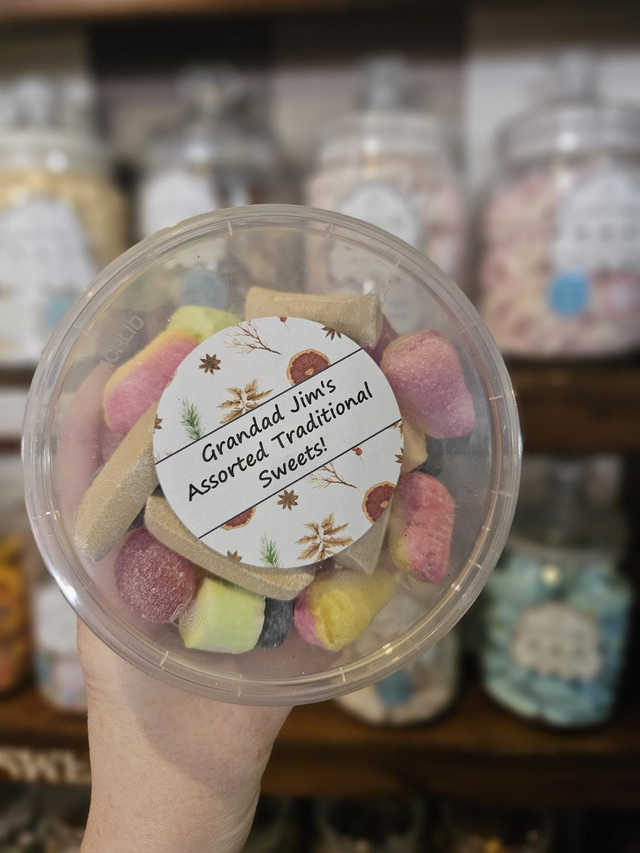 Grandad Jim's
Assorted Traditional
Sweets!